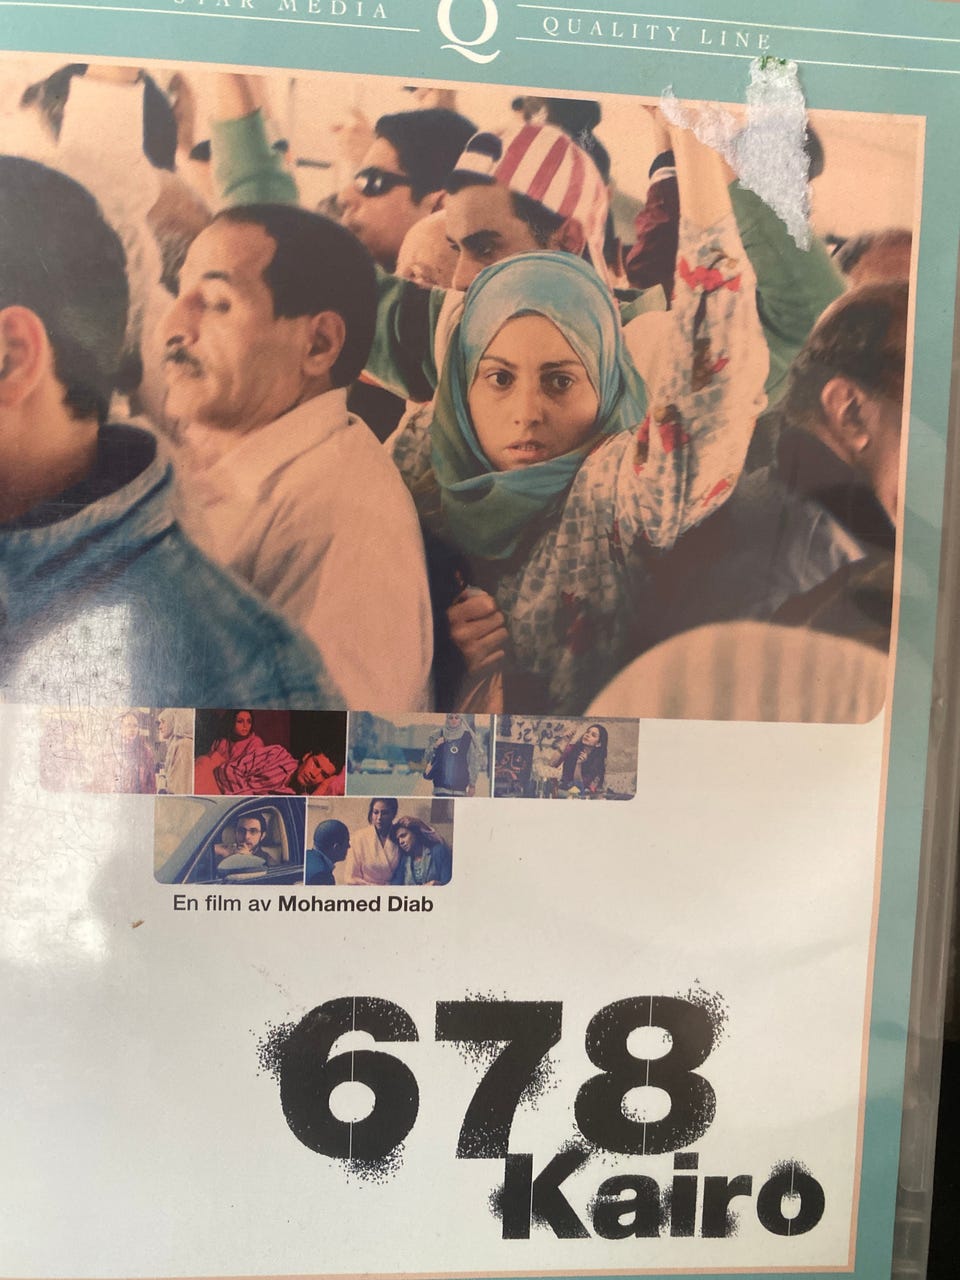 STAR MEDIA Q QUALITY LINE
En film av Mohamed Diab
678
Kairo